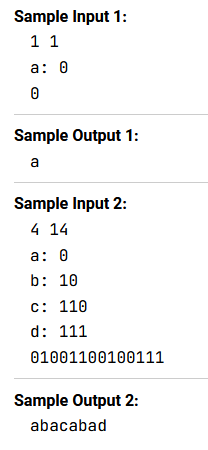 Sample Input 1:
1 1
a: 0
0
Sample Output 1:
a
Sample Input 2:
4 14
a: 0
b: 10
c: 110
d: 111
01001100100111
Sample Output 2:
abacabad